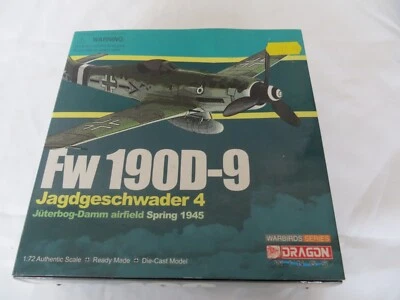 WARNING:
Fw 190D-9
Jagdgeschwader 4
Jüterbog-Damm airfield Spring 1945
WARBIRDS SERIES
DRAGON
1:72 Authentic Scale Ready Made Die-Cast Model